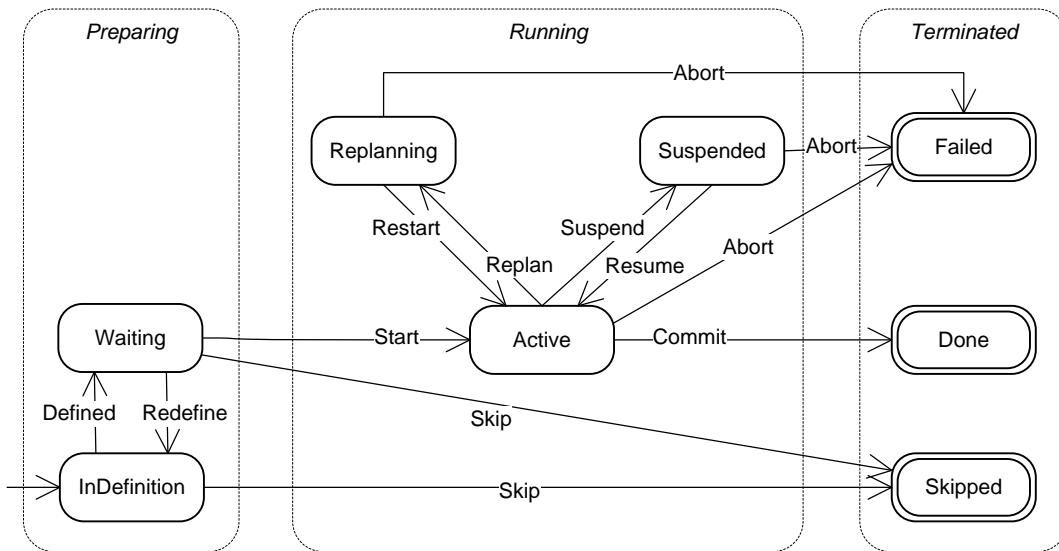 Preparing
Running
Terminated
Abort
Replanning
Suspended
Abort
Failed
Restart
Suspend
Replan
Resume
Abort
Waiting
Start
Active
Commit
Done
Defined
Redefine
Skip
InDefinition
Skip
Skipped